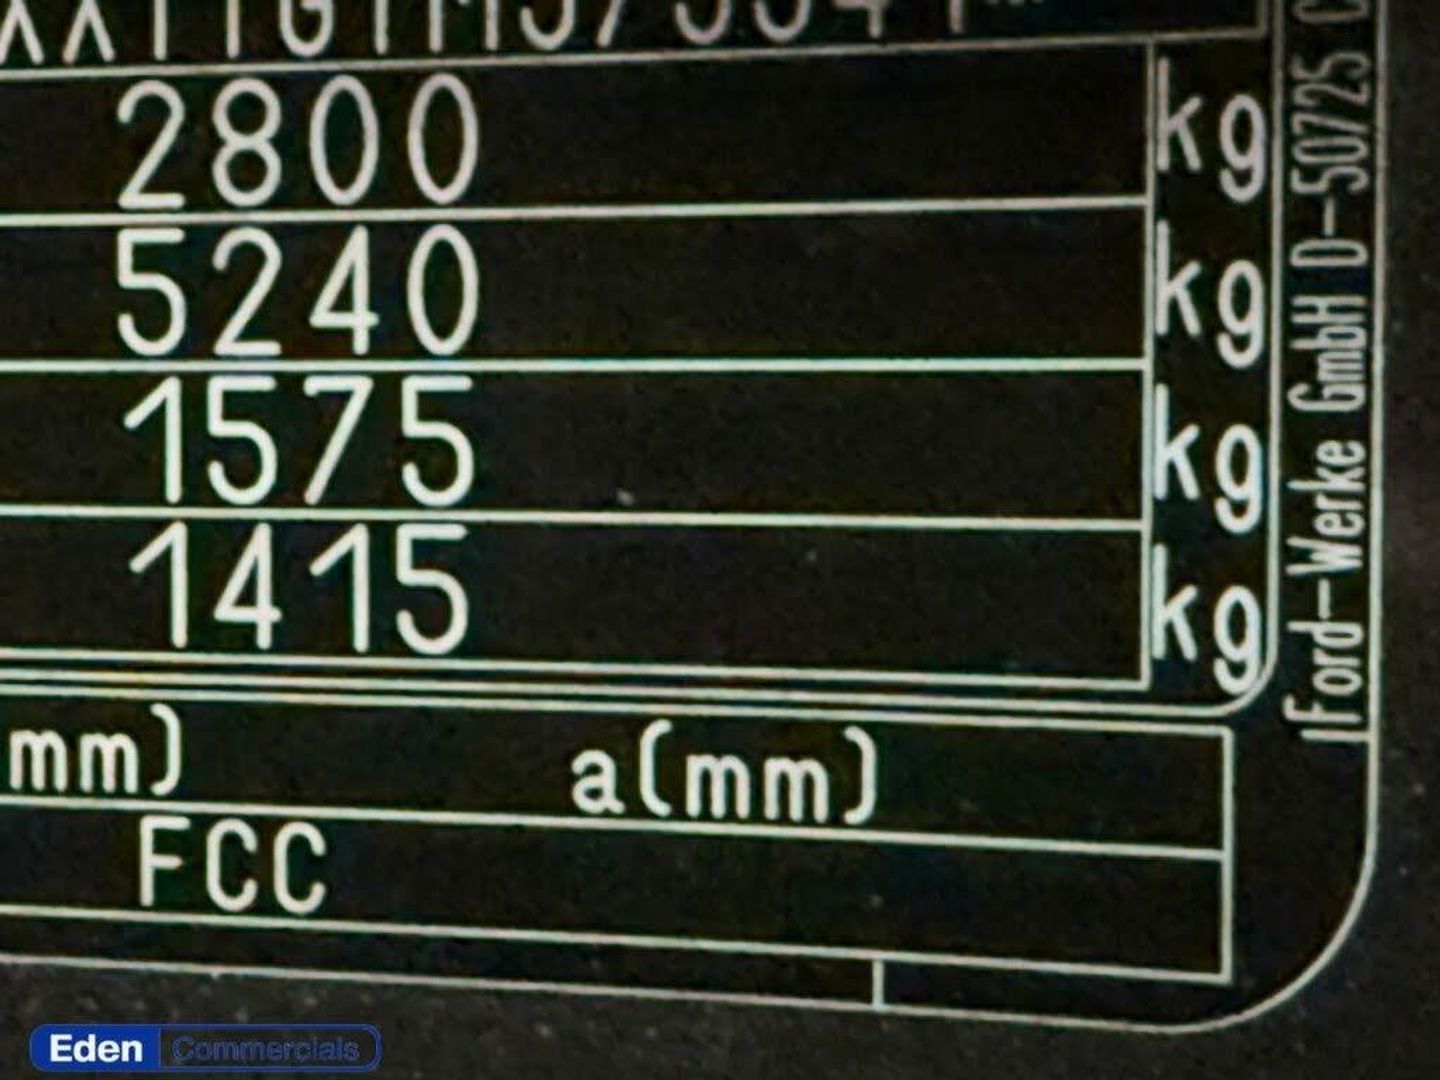 2800 kg
5240 kg
1575 kg
1415 kg
mm) a(mm)
FCC
Ford-Werke GmbH D-50725
Eden Commercials